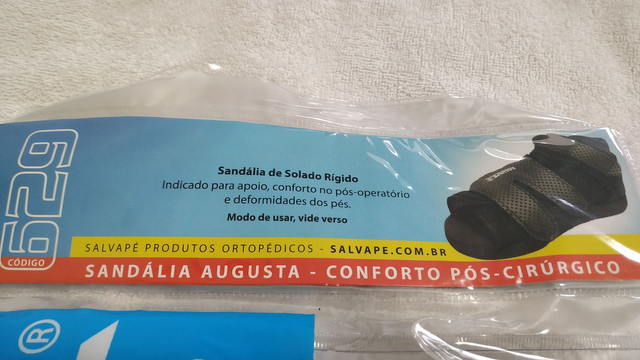 629
CÓDIGO
Sandália de Solado Rígido
Indicado para apoio, conforto no pós-operatório
e deformidades dos pés.
Modo de usar, vide verso
SALVAPÉ PRODUTOS ORTOPÉDICOS - SALVAPE.COM.BR
SANDÁLIA AUGUSTA - CONFORTO PÓS-CIRÚRGICO
®